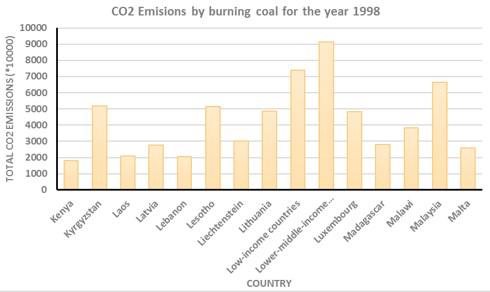 CO2 Emisions by burning coal for the year 1998
TOTAL CO2 EMISSIONS (*10000)
10000
9000
8000
7000
6000
5000
4000
3000
2000
1000
0
Kenya
Kyrgyzstan
Laos
Latvia
Lebanon
Lesotho
Liechtenstein
Lithuania
Low-income countries
Lower-middle-income...
Luxembourg
Madagascar
Malawi
Malaysia
Malta
COUNTRY